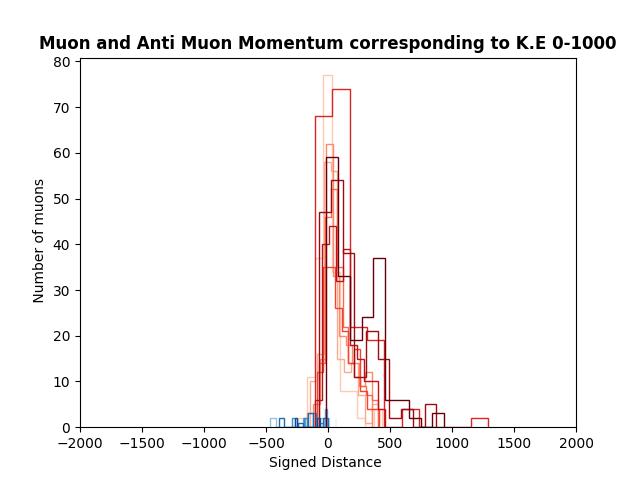 Muon and Anti Muon Momentum corresponding to K.E 0-1000
80
70
60
50
40
30
20
10
0
Number of muons
−2000 −1500 −1000 −500 0 500 1000 1500 2000
Signed Distance